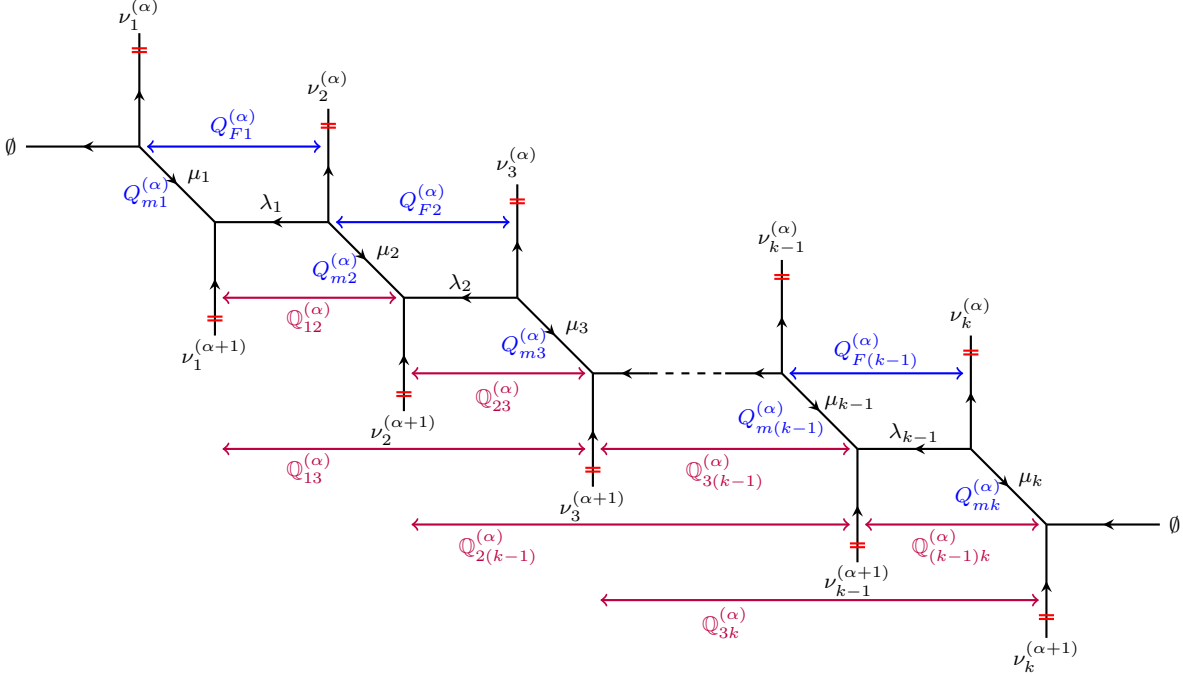 ν_1^{(α)}
ν_2^{(α)}
Q_{F1}^{(α)}
∅
ν_3^{(α)}
μ_1
Q_{m1}^{(α)}
λ_1
Q_{F2}^{(α)}
ν_{k−1}^{(α)}
μ_2
Q_{m2}^{(α)}
λ_2
ℚ_{12}^{(α)}
ν_k^{(α)}
μ_3
Q_{m3}^{(α)}
ν_1^{(α+1)}
Q_{F(k−1)}^{(α)}
ℚ_{23}^{(α)}
μ_{k−1}
Q_{m(k−1)}^{(α)}
ν_2^{(α+1)}
λ_{k−1}
ℚ_{13}^{(α)}
ℚ_{3(k−1)}^{(α)}
μ_k
Q_{mk}^{(α)}
ν_3^{(α+1)}
∅
ℚ_{2(k−1)}^{(α)}
ℚ_{(k−1)k}^{(α)}
ν_{k−1}^{(α+1)}
ℚ_{3k}^{(α)}
ν_k^{(α+1)}